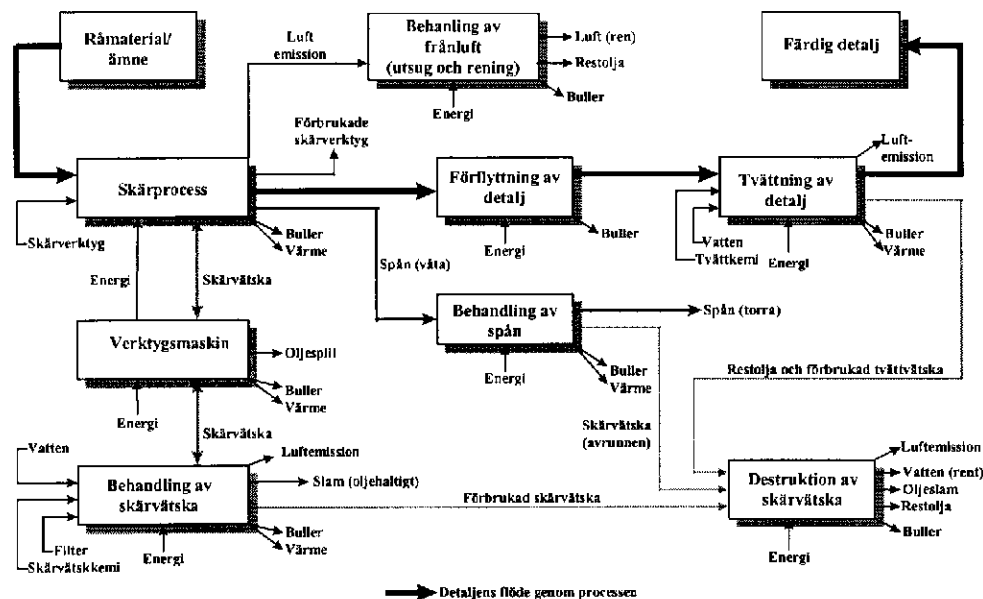 Råmaterial/
ämne
Luft
emission
Behanling av
frånluft
(utsug och rening)
Luft (ren)
Restolja
Buller
Energi
Färdig detalj
Förbrukade
skärverktyg
Luft-
emission
Skärprocess
Förflyttning av
detalj
Tvättning av
detalj
Skärverktyg
Buller
Värme
Energi
Buller
Vatten
Tvättkemi
Energi
Buller
Värme
Energi
Skärvätska
Spån (våta)
Behandling av
spån
Spån (torra)
Verktygsmaskin
Oljespill
Buller
Värme
Energi
Buller
Värme
Energi
Restolja och förbrukad tvättvätska
Skärvätska
Skärvätska
(avrunnen)
Vatten
Luftemission
Behandling av
skärvätska
Slam (oljehaltigt)
Förbrukad skärvätska
Destruktion av
skärvätska
Luftemission
Vatten (rent)
Oljeslam
Restolja
Buller
Filter
Skärvätskkemi
Energi
Buller
Värme
Energi
Detaljens flöde genom processen